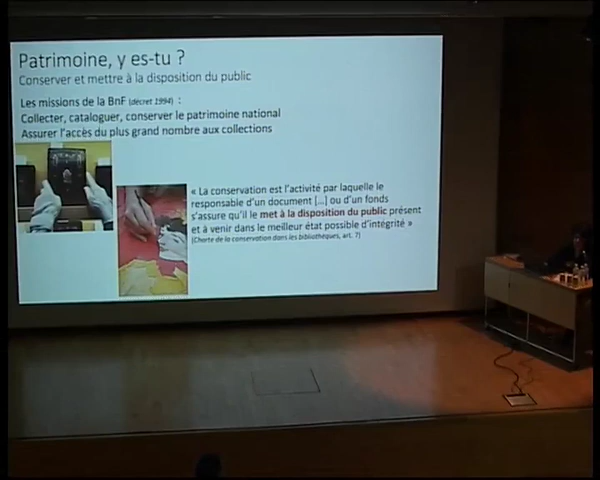 Patrimoine, y es-tu ?
Conserver et mettre à la disposition du public
Les missions de la BnF (décret 1994) :
Collecter, cataloguer, conserver le patrimoine national
Assurer l'accès du plus grand nombre aux collections
« La conservation est l'activité par laquelle le
responsable d'un document [...] ou d'un fonds
s'assure qu'il le met à la disposition du public présent
et à venir dans le meilleur état possible d'intégrité »
(Charte de la conservation dans les bibliothèques, art. 7)